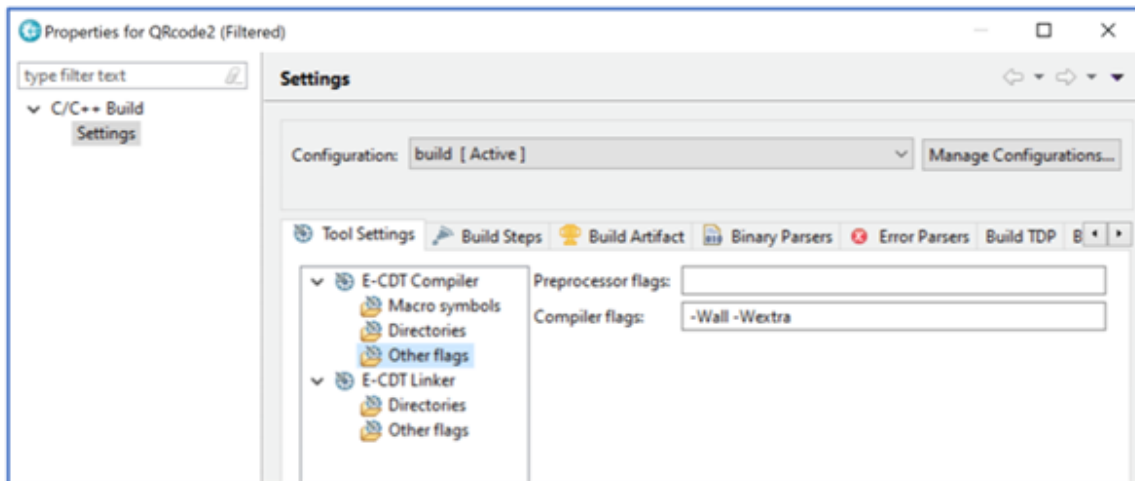 Properties for QRcode2 (Filtered)
type filter text
C/C++ Build
Settings
Settings
Configuration: build [ Active ] Manage Configurations...
Tool Settings Build Steps Build Artifact Binary Parsers Error Parsers Build TDP B
E-CDT Compiler
Macro symbols
Directories
Other flags
E-CDT Linker
Directories
Other flags
Preprocessor flags:
Compiler flags: -Wall -Wextra